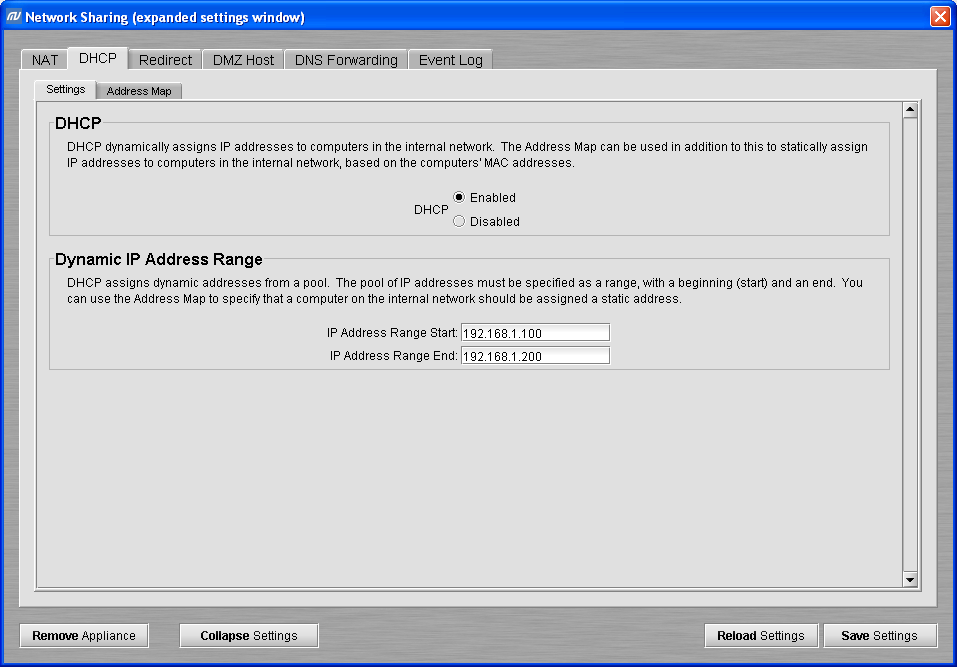 Network Sharing (expanded settings window)
NAT DHCP Redirect DMZ Host DNS Forwarding Event Log
Settings Address Map
DHCP
DHCP dynamically assigns IP addresses to computers in the internal network. The Address Map can be used in addition to this to statically assign
IP addresses to computers in the internal network, based on the computers' MAC addresses.
Enabled
DHCP
Disabled
Dynamic IP Address Range
DHCP assigns dynamic addresses from a pool. The pool of IP addresses must be specified as a range, with a beginning (start) and an end. You
can use the Address Map to specify that a computer on the internal network should be assigned a static address.
IP Address Range Start: 192.168.1.100
IP Address Range End: 192.168.1.200
Remove Appliance Collapse Settings Reload Settings Save Settings